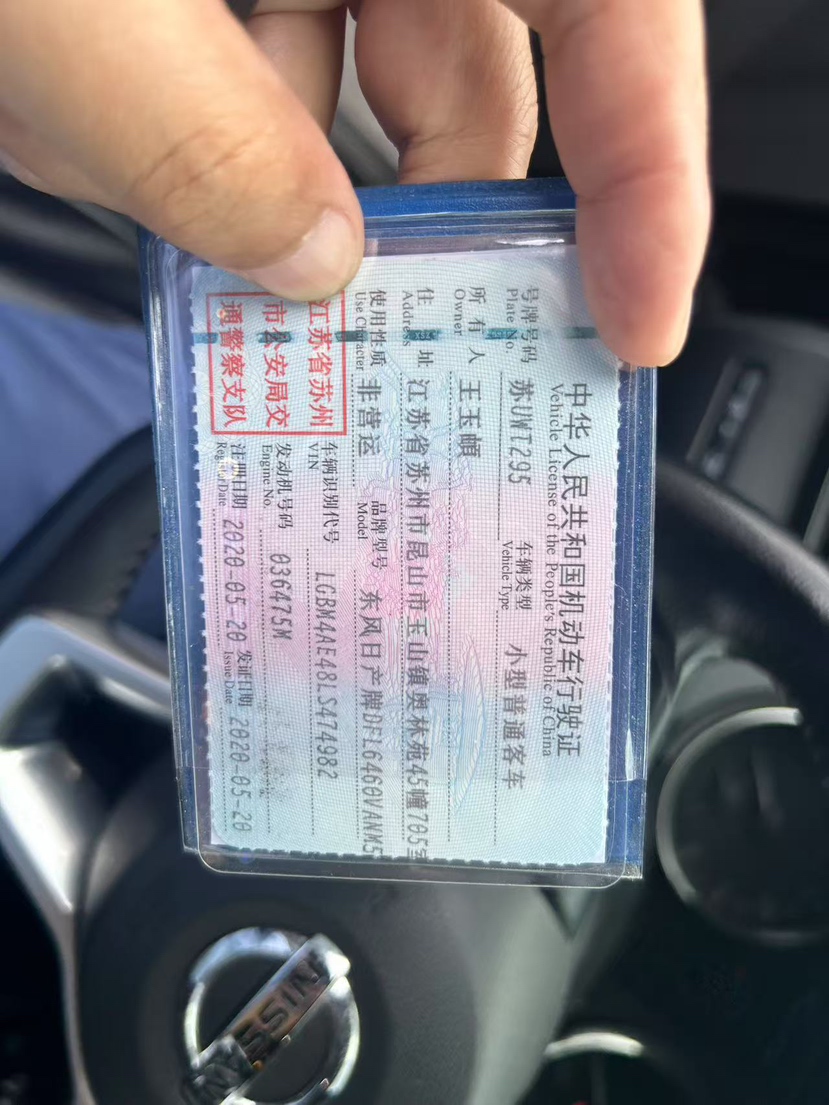 中华人民共和国机动车行驶证
Vehicle License of the People's Republic of China
号牌号码 苏UWT295 车辆类型 小型普通客车
Plate No. Vehicle Type
所有人 王玉頔
Owner
住址 江苏省苏州市昆山市玉山镇奥林苑45幢705室
Address
使用性质 非营运 品牌型号 东风日产牌DFL6460VANM5
Use Character Model
江苏省苏州
市公安局交
通警察支队
车辆识别代号 LGBM4AE48LS474982
VIN
发动机号码 036475M
Engine No.
注册日期 2020-05-20 发证日期 2020-05-20
Register Date Issue Date
NISSAN